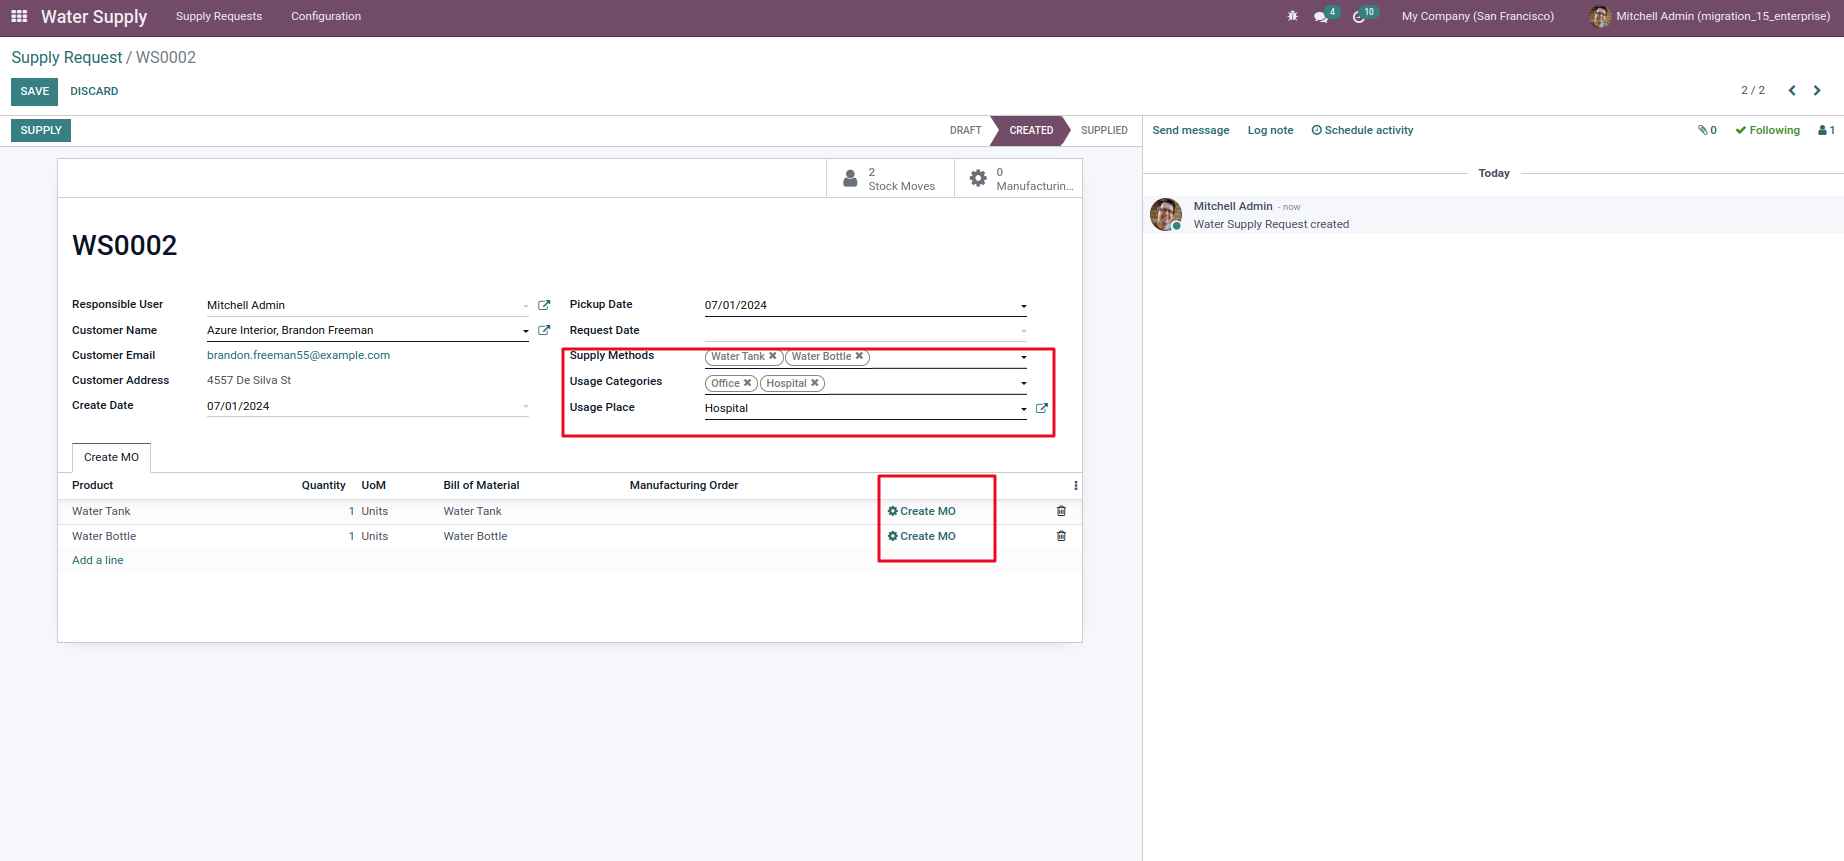 Water Supply Supply Requests Configuration 4 10 My Company (San Francisco) Mitchell Admin (migration_15_enterprise)
Supply Request / WS0002
SAVE DISCARD 2 / 2
SUPPLY DRAFT CREATED SUPPLIED
2
Stock Moves
0
Manufacturin...
WS0002
Responsible User Mitchell Admin
Customer Name Azure Interior, Brandon Freeman
Customer Email brandon.freeman55@example.com
Customer Address 4557 De Silva St
Create Date 07/01/2024
Pickup Date 07/01/2024
Request Date
Supply Methods Water Tank Water Bottle
Usage Categories Office Hospital
Usage Place Hospital
Create MO
Product Quantity UoM Bill of Material Manufacturing Order
Water Tank 1 Units Water Tank Create MO
Water Bottle 1 Units Water Bottle Create MO
Add a line
Send message Log note Schedule activity 0 Following 1
Today
Mitchell Admin - now
Water Supply Request created